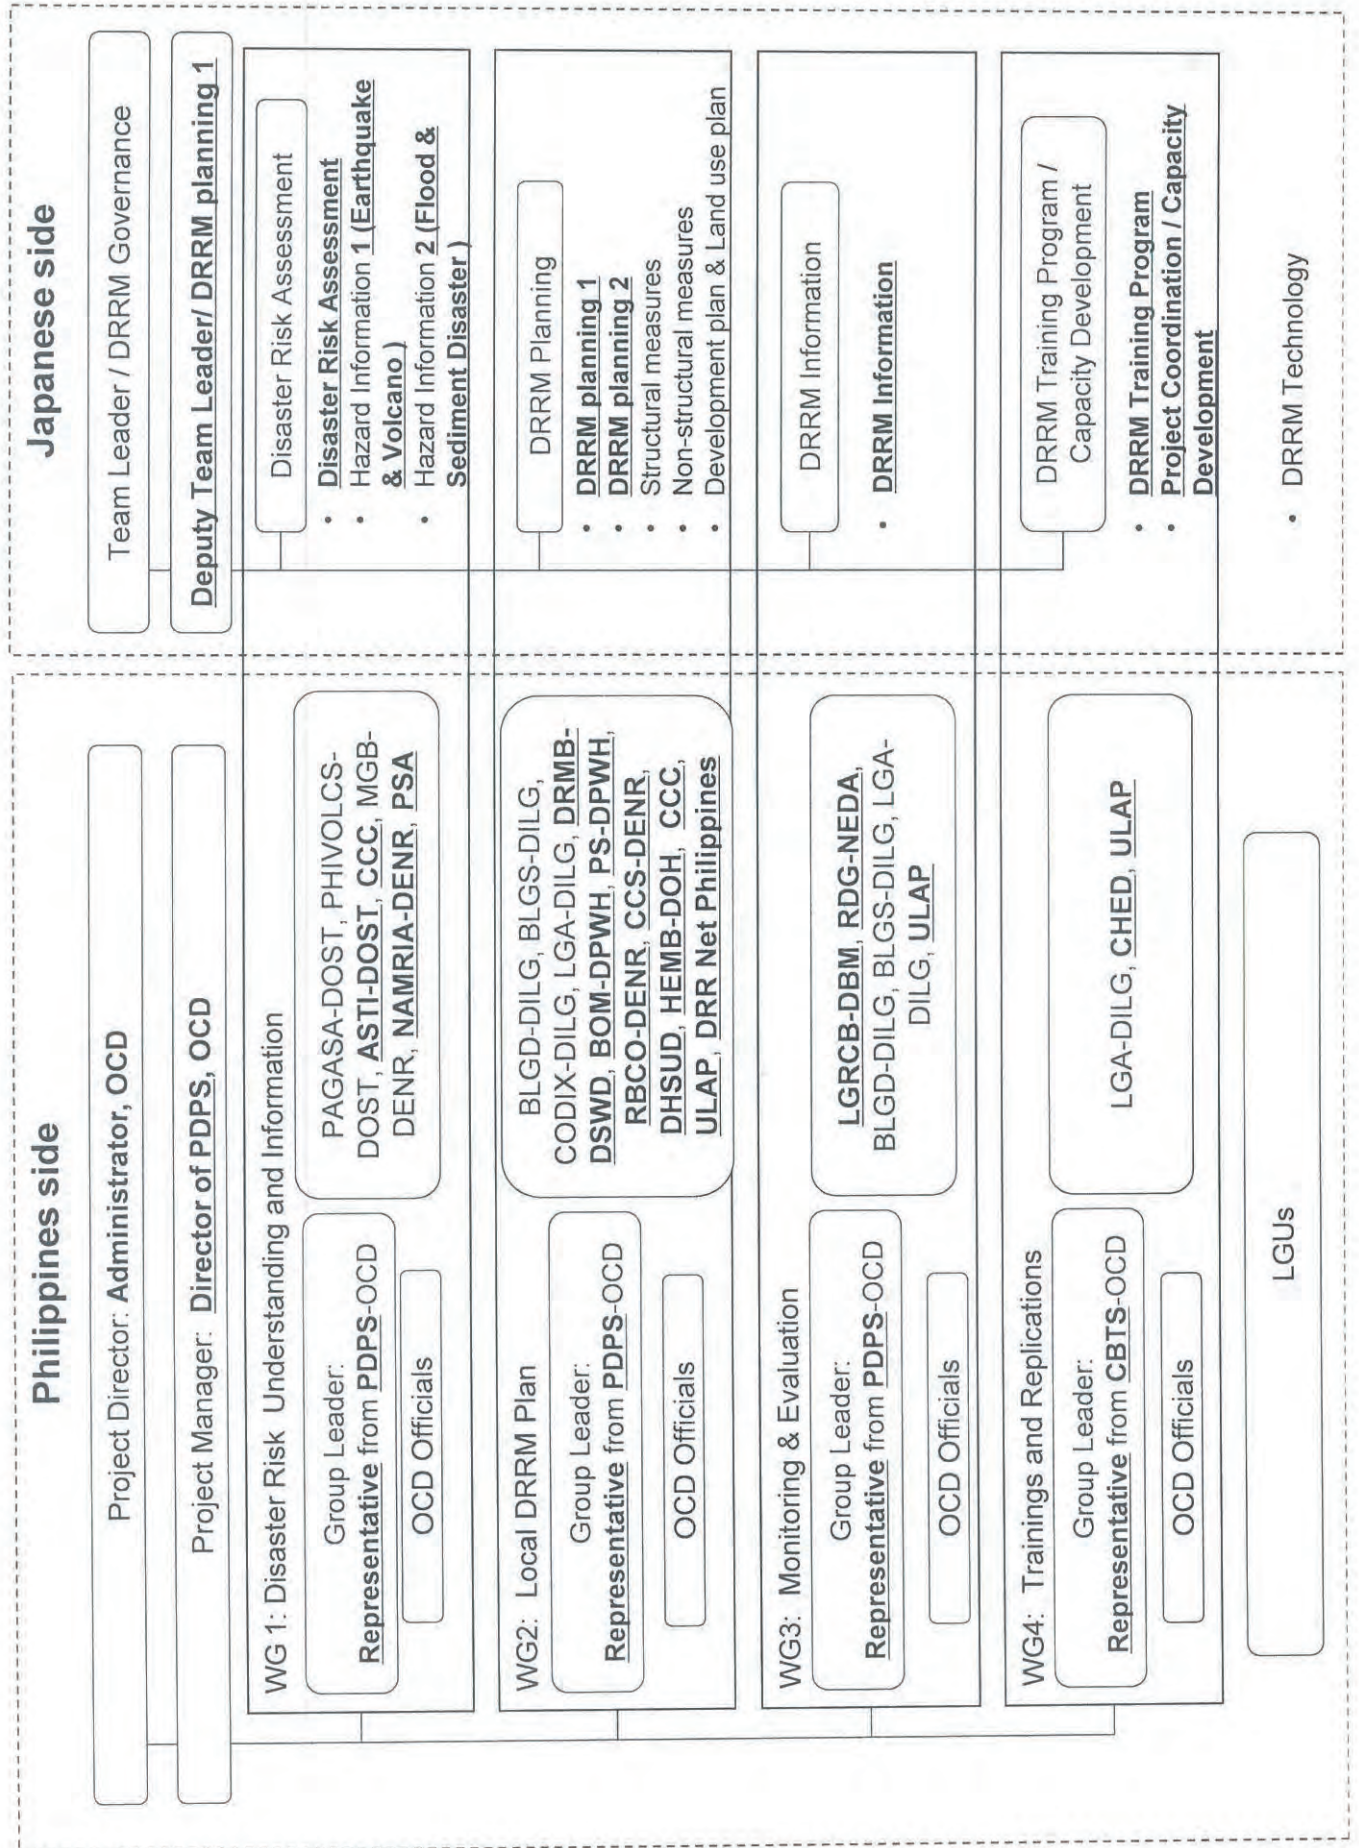 Philippines side
Project Director: Administrator, OCD
Project Manager: Director of PDPS, OCD
WG 1: Disaster Risk Understanding and Information
Group Leader:
Representative from PDPS-OCD
OCD Officials
PAGASA-DOST, PHIVOLCS-
DOST, ASTI-DOST, CCC, MGB-
DENR, NAMRIA-DENR, PSA
WG2: Local DRRM Plan
Group Leader:
Representative from PDPS-OCD
OCD Officials
BLGD-DILG, BLGS-DILG,
CODIX-DILG, LGA-DILG, DRMB-
DSWD, BOM-DPWH, PS-DPWH,
RBCO-DENR, CCS-DENR,
DHSUD, HEMB-DOH, CCC,
ULAP, DRR Net Philippines
WG3: Monitoring & Evaluation
Group Leader:
Representative from PDPS-OCD
OCD Officials
LGRCB-DBM, RDG-NEDA,
BLGD-DILG, BLGS-DILG, LGA-
DILG, ULAP
WG4: Trainings and Replications
Group Leader:
Representative from CBTS-OCD
OCD Officials
LGA-DILG, CHED, ULAP
LGUs
Japanese side
Team Leader / DRRM Governance
Deputy Team Leader/ DRRM planning 1
Disaster Risk Assessment
• Disaster Risk Assessment
• Hazard Information 1 (Earthquake
& Volcano )
• Hazard Information 2 (Flood &
Sediment Disaster )
DRRM Planning
• DRRM planning 1
• DRRM planning 2
• Structural measures
• Non-structural measures
• Development plan & Land use plan
DRRM Information
• DRRM Information
DRRM Training Program /
Capacity Development
• DRRM Training Program
• Project Coordination / Capacity
Development
• DRRM Technology